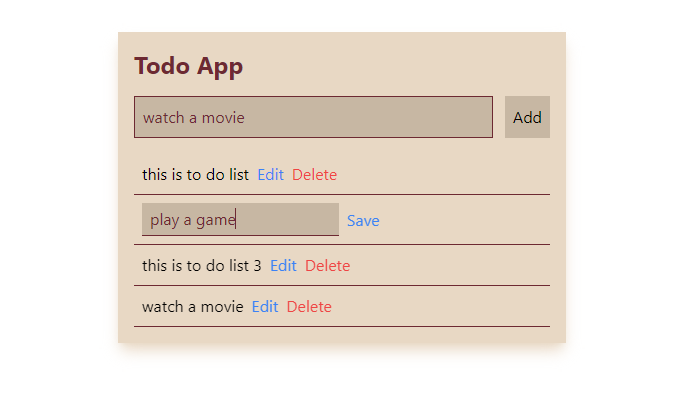 Todo App
watch a movie Add
this is to do list Edit Delete
play a game Save
this is to do list 3 Edit Delete
watch a movie Edit Delete